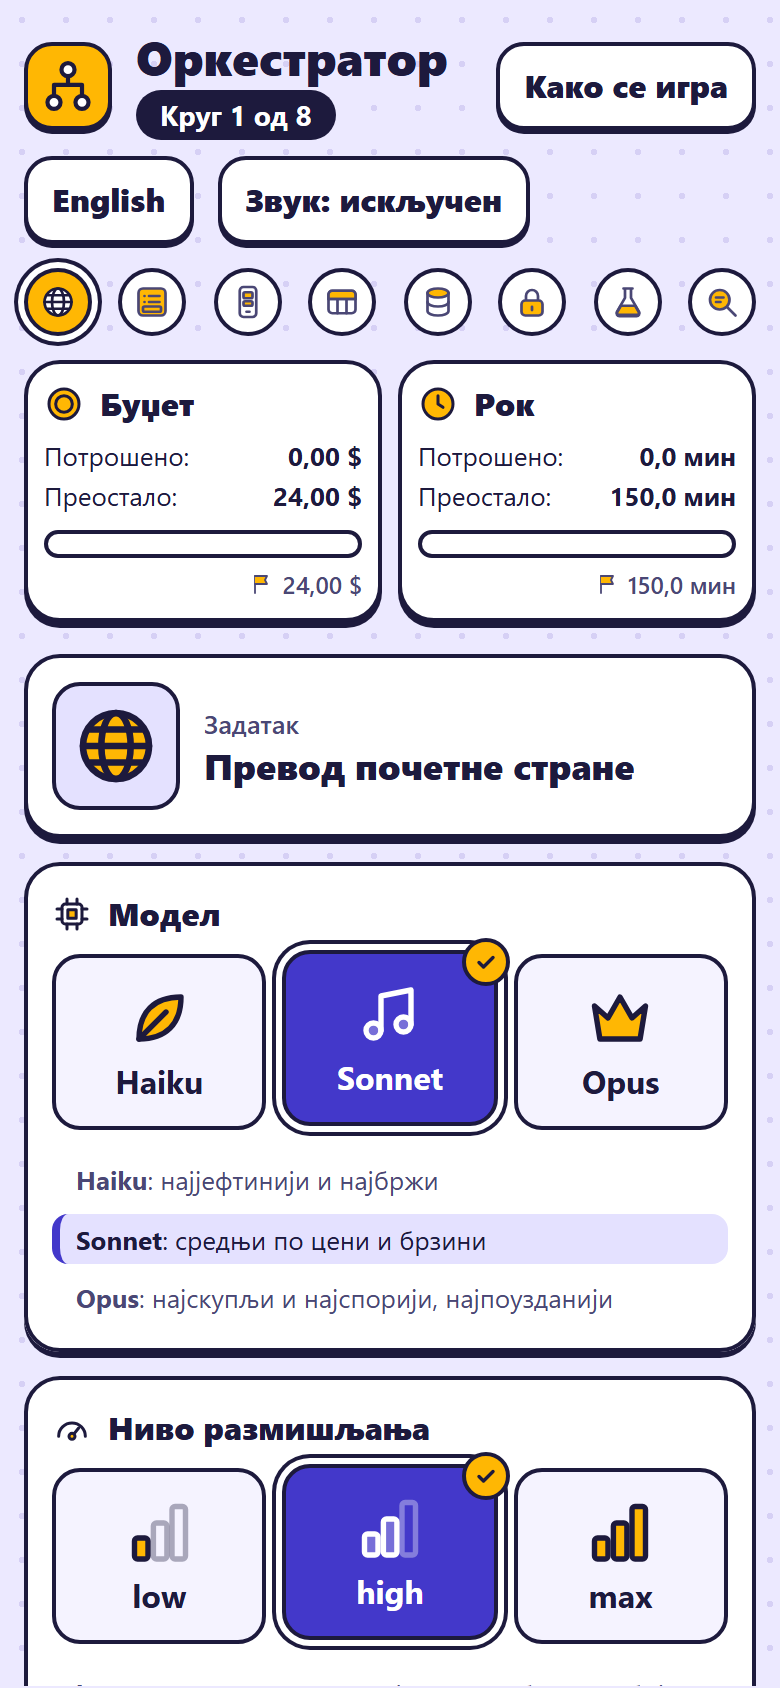 Оркестратор
Круг 1 од 8
Како се игра
English
Звук: искључен
Буџет
Потрошено: 0,00 $
Преостало: 24,00 $
24,00 $
Рок
Потрошено: 0,0 мин
Преостало: 150,0 мин
150,0 мин
Задатак
Превод почетне стране
Модел
Haiku
Sonnet
Opus
Haiku: најјефтинији и најбржи
Sonnet: средњи по цени и брзини
Opus: најскупљи и најспорији, најпоузданији
Ниво размишљања
low
high
max